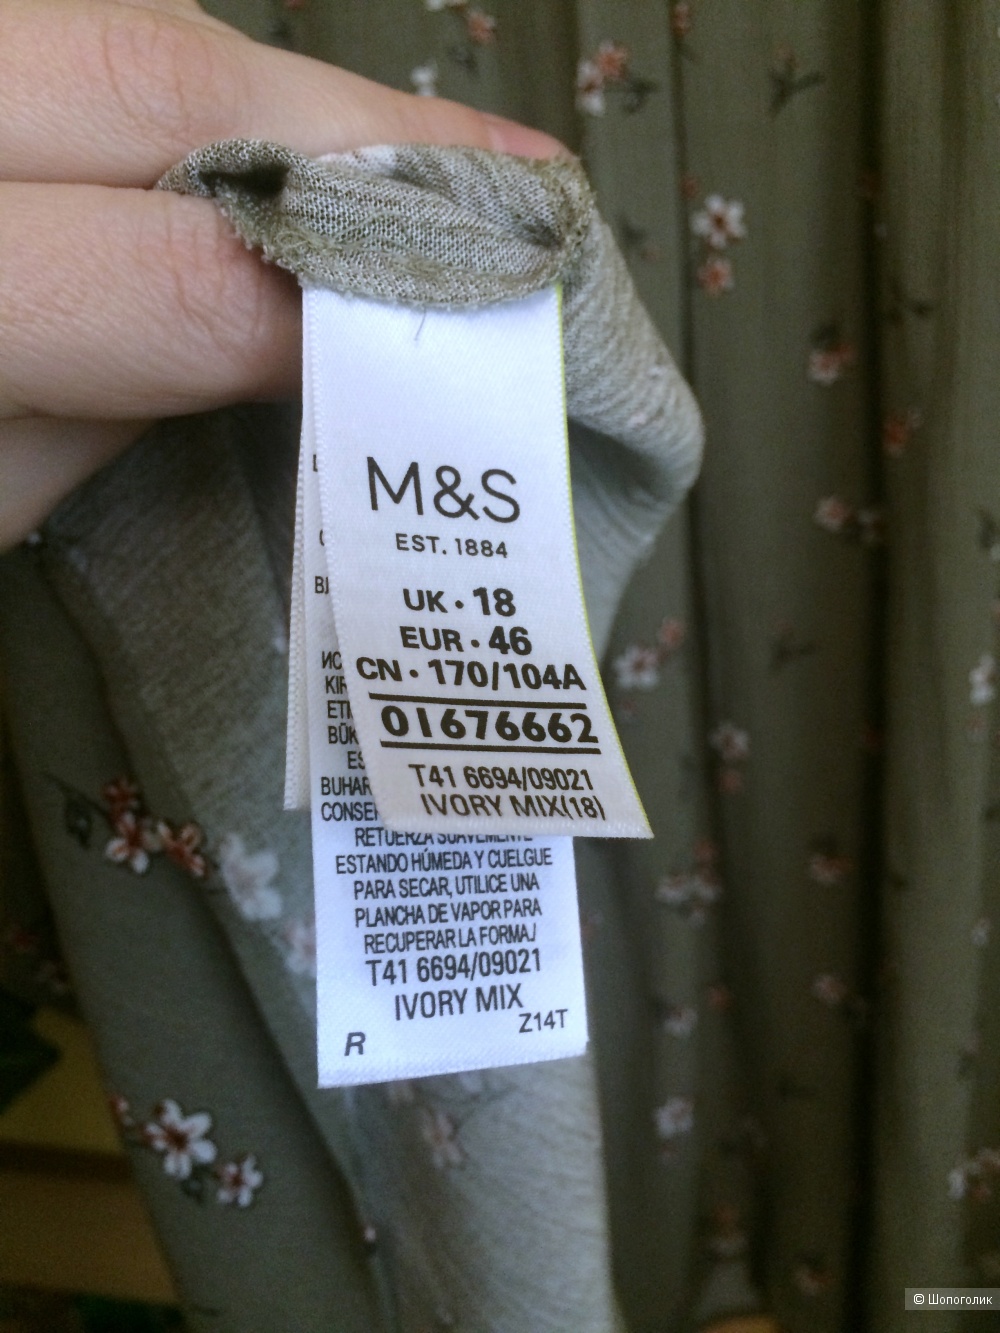 M&S
EST. 1884
UK • 18
EUR • 46
CN • 170/104A
01676662
T41 6694/09021
IVORY MIX(18)
RETUERZA SUAVEMENTE
ESTANDO HÚMEDA Y CUELGUE
PARA SECAR, UTILICE UNA
PLANCHA DE VAPOR PARA
RECUPERAR LA FORMA/
T41 6694/09021
IVORY MIX
Z14T
R
© Шопоголик